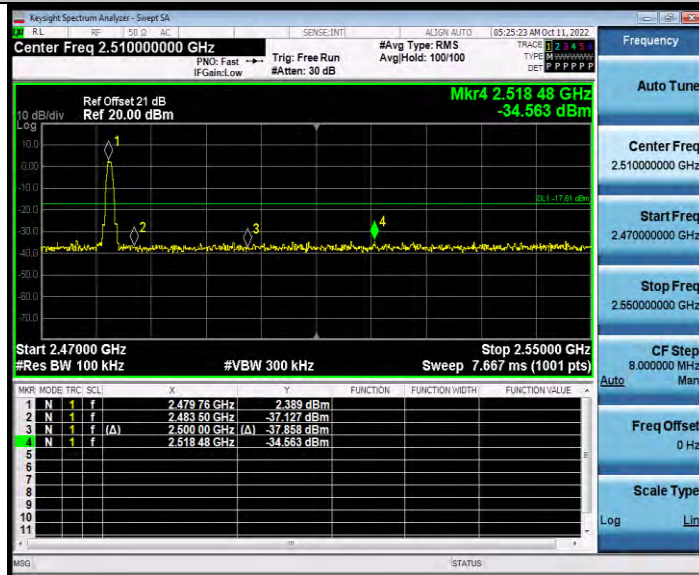 Keysight Spectrum Analyzer - Swept SA
RL RF 50 Ω AC SENSE:INT ALIGN AUTO 05:25:23 AM Oct 11, 2022
Center Freq 2.510000000 GHz
PNO: Fast
IFGain:Low
Trig: Free Run
#Atten: 30 dB
#Avg Type: RMS
Avg|Hold: 100/100
TRACE 1 2 3 4 5 6
TYPE M
DET P P P P P P
Ref Offset 21 dB
10 dB/div Ref 20.00 dBm
Log
Mkr4 2.518 48 GHz
-34.563 dBm
10.0
0.00
-10.0
-20.0
-30.0
-40.0
-60.0
-70.0
1
2
3
4
DL1 -17.61 dBm
Start 2.47000 GHz Stop 2.55000 GHz
#Res BW 100 kHz #VBW 300 kHz Sweep 7.667 ms (1001 pts)
MKR MODE TRC SCL X Y FUNCTION FUNCTION WIDTH FUNCTION VALUE
1 N 1 f 2.479 76 GHz 2.389 dBm
2 N 1 f 2.483 50 GHz -37.127 dBm
3 N 1 f (Δ) 2.500 00 GHz (Δ) -37.858 dBm
4 N 1 f 2.518 48 GHz -34.563 dBm
5
6
7
8
9
10
11
MSG STATUS
Frequency
Auto Tune
Center Freq
2.510000000 GHz
Start Freq
2.470000000 GHz
Stop Freq
2.550000000 GHz
CF Step
8.000000 MHz
Auto Man
Freq Offset
0 Hz
Scale Type
Log Lin